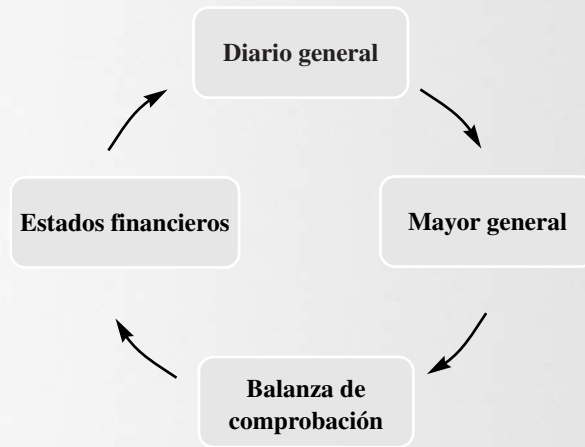 Diario general
Estados financieros
Mayor general
Balanza de
comprobación